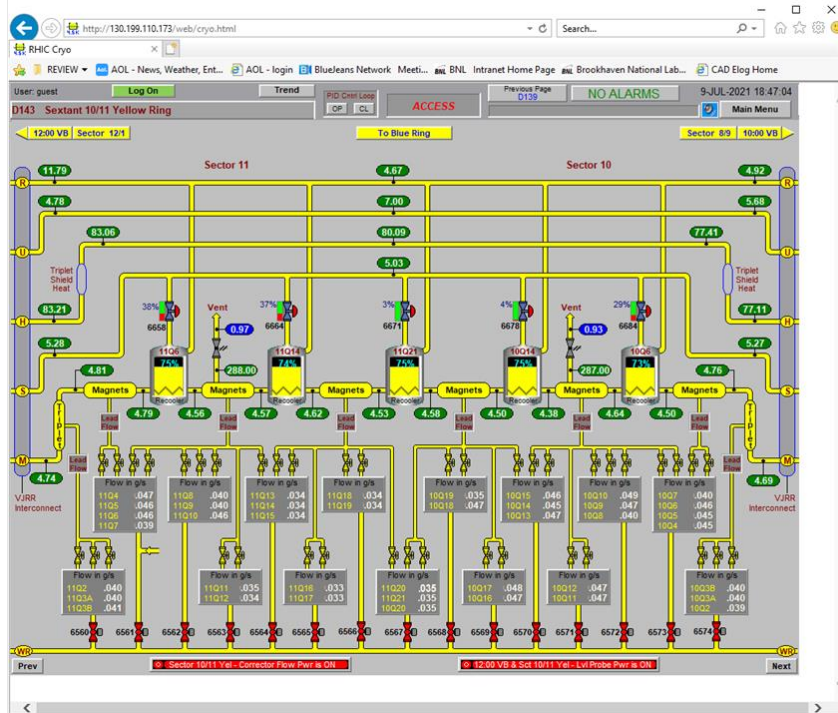 http://130.199.110.173/web/cryo.html
Search...
RHIC Cryo
REVIEW
AOL - News, Weather, Ent...
AOL - login
BlueJeans Network Meeti...
BNL Intranet Home Page
Brookhaven National Lab...
CAD Elog Home
User: guest
Log On
Trend
PID Cntrl Loop
OP CL
ACCESS
Previous Page
D139
NO ALARMS
9-JUL-2021 18:47:04
D143 Sextant 10/11 Yellow Ring
Main Menu
12:00 VB Sector 12/1
To Blue Ring
Sector 8/9 10:00 VB
Sector 11
Sector 10
11.79 4.67 4.92
R R
4.78 7.00 5.68
U U
83.06 80.09 77.41
Triplet Shield Heat
5.03
Triplet Shield Heat
H H
83.21 77.11
38% 37% 3% 4% 29%
6658 6664 6671 6678 6684
Vent Vent
0.97 0.93
5.28 5.27
11Q6 11Q14 11Q21 10Q14 10Q6
75% 74% 75% 75% 73%
288.00 287.00
Recooler Recooler Recooler Recooler Recooler
4.81 4.76
S S
Magnets Magnets Magnets Magnets Magnets Magnets
4.79 4.56 4.57 4.62 4.53 4.58 4.50 4.38 4.64 4.50
Triplet Triplet
Lead Flow Lead Flow Lead Flow Lead Flow Lead Flow Lead Flow
Lead Flow Lead Flow
M M
4.74 4.69
VJRR Interconnect
VJRR Interconnect
Flow in g/s
11Q4 .047
11Q5 .046
11Q6 .046
11Q7 .039
11Q8 .040
11Q9 .040
11Q10 .046
Flow in g/s
11Q13 .034
11Q14 .034
11Q15 .034
Flow in g/s
11Q18 .034
11Q19 .034
Flow in g/s
10Q19 .035
10Q18 .047
Flow in g/s
10Q15 .046
10Q14 .045
10Q13 .047
Flow in g/s
10Q10 .049
10Q9 .047
10Q8 .040
Flow in g/s
10Q7 .040
10Q6 .046
10Q5 .045
10Q4 .045
Flow in g/s
11Q2 .040
11Q3A .040
11Q3B .041
Flow in g/s
11Q11 .035
11Q12 .034
Flow in g/s
11Q16 .033
11Q17 .033
Flow in g/s
11Q20 .035
11Q21 .035
10Q20 .035
Flow in g/s
10Q17 .048
10Q16 .047
Flow in g/s
10Q12 .047
10Q11 .047
Flow in g/s
10Q3B .040
10Q3A .040
10Q2 .039
6560 6561 6562 6563 6564 6565 6566 6567 6568 6569 6570 6571 6572 6573 6574
WR WR
Prev
Sector 10/11 Yel - Corrector Flow Pwr is ON
12:00 VB & Sct 10/11 Yel - Lvl Probe Pwr is ON
Next